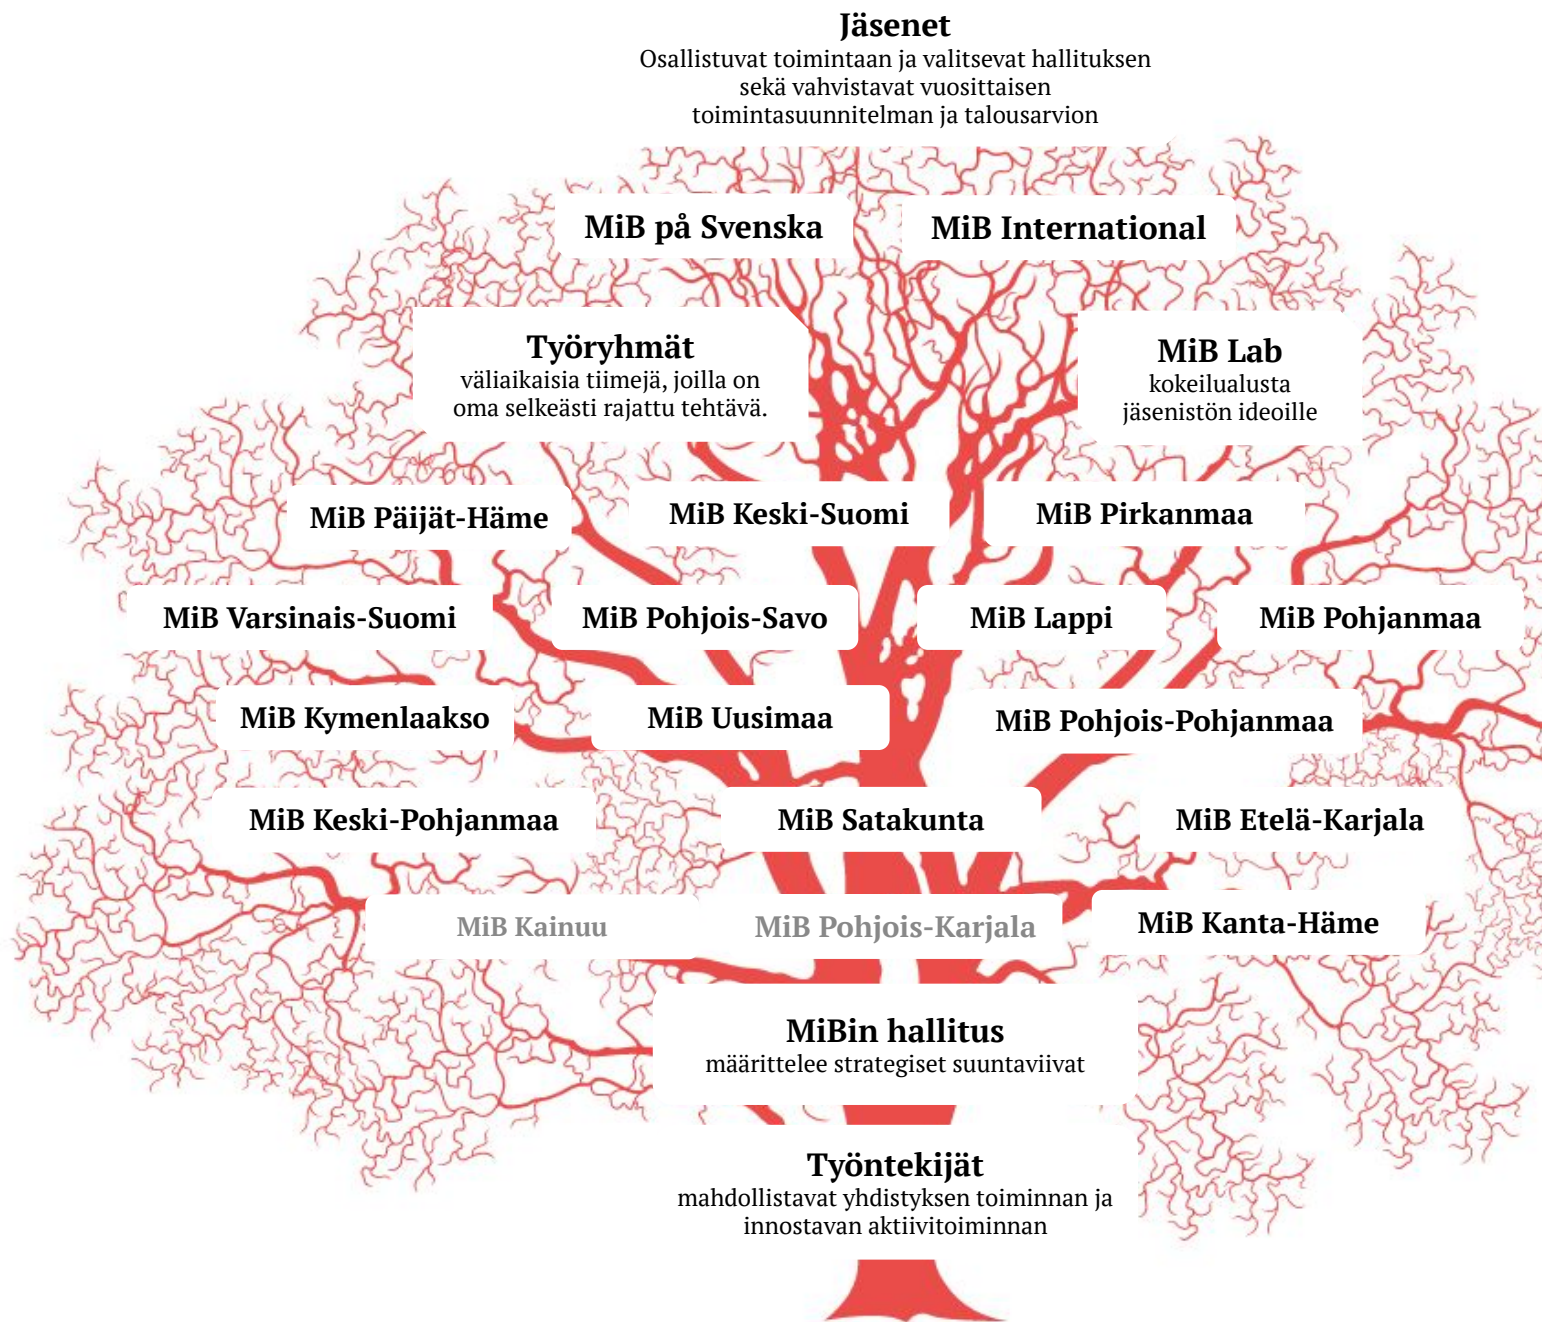 Jäsenet
Osallistuvat toimintaan ja valitsevat hallituksen
sekä vahvistavat vuosittaisen
toimintasuunnitelman ja talousarvion
MiB på Svenska
MiB International
Työryhmät
väliaikaisia tiimejä, joilla on
oma selkeästi rajattu tehtävä.
MiB Lab
kokeilualusta
jäsenistön ideoille
MiB Päijät-Häme
MiB Keski-Suomi
MiB Pirkanmaa
MiB Varsinais-Suomi
MiB Pohjois-Savo
MiB Lappi
MiB Pohjanmaa
MiB Kymenlaakso
MiB Uusimaa
MiB Pohjois-Pohjanmaa
MiB Keski-Pohjanmaa
MiB Satakunta
MiB Etelä-Karjala
MiB Kainuu
MiB Pohjois-Karjala
MiB Kanta-Häme
MiBin hallitus
määrittelee strategiset suuntaviivat
Työntekijät
mahdollistavat yhdistyksen toiminnan ja
innostavan aktiivitoiminnan